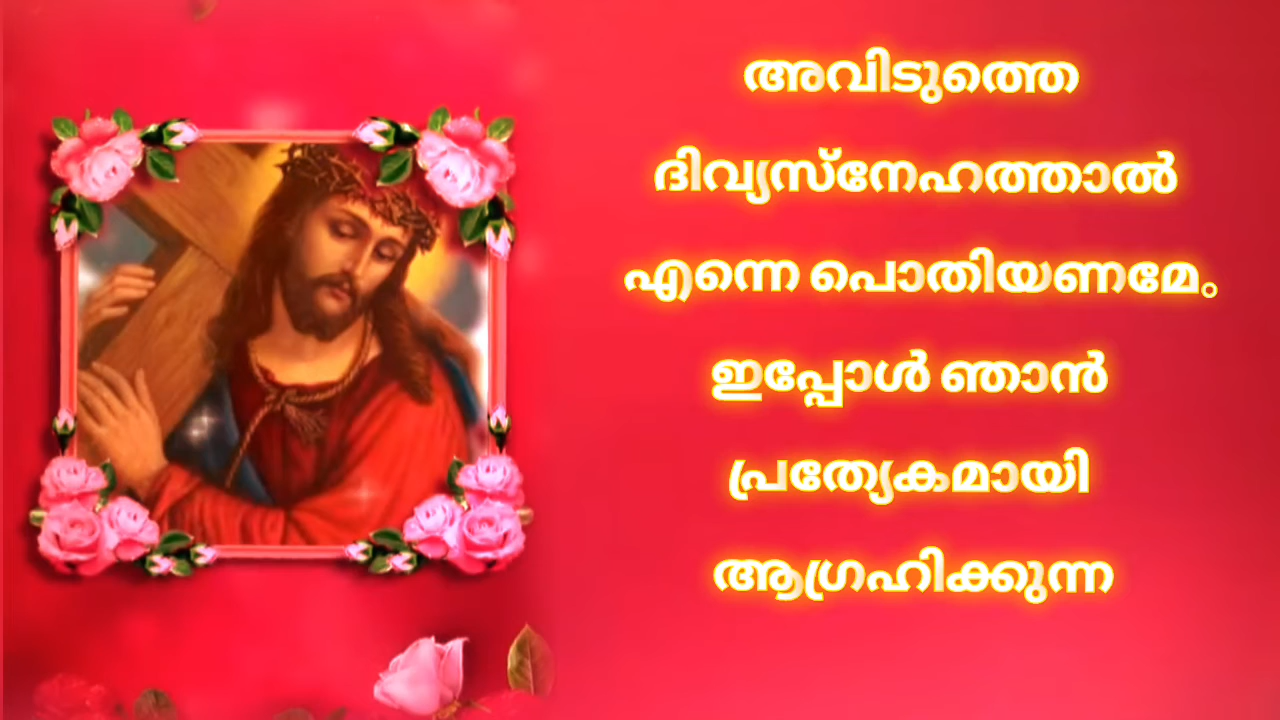 അവിടുത്തെ
ദിവ്യസ്നേഹത്താൽ
എന്നെ പൊതിയണമേ.
ഇപ്പോൾ ഞാൻ
പ്രത്യേകമായി
ആഗ്രഹിക്കുന്ന